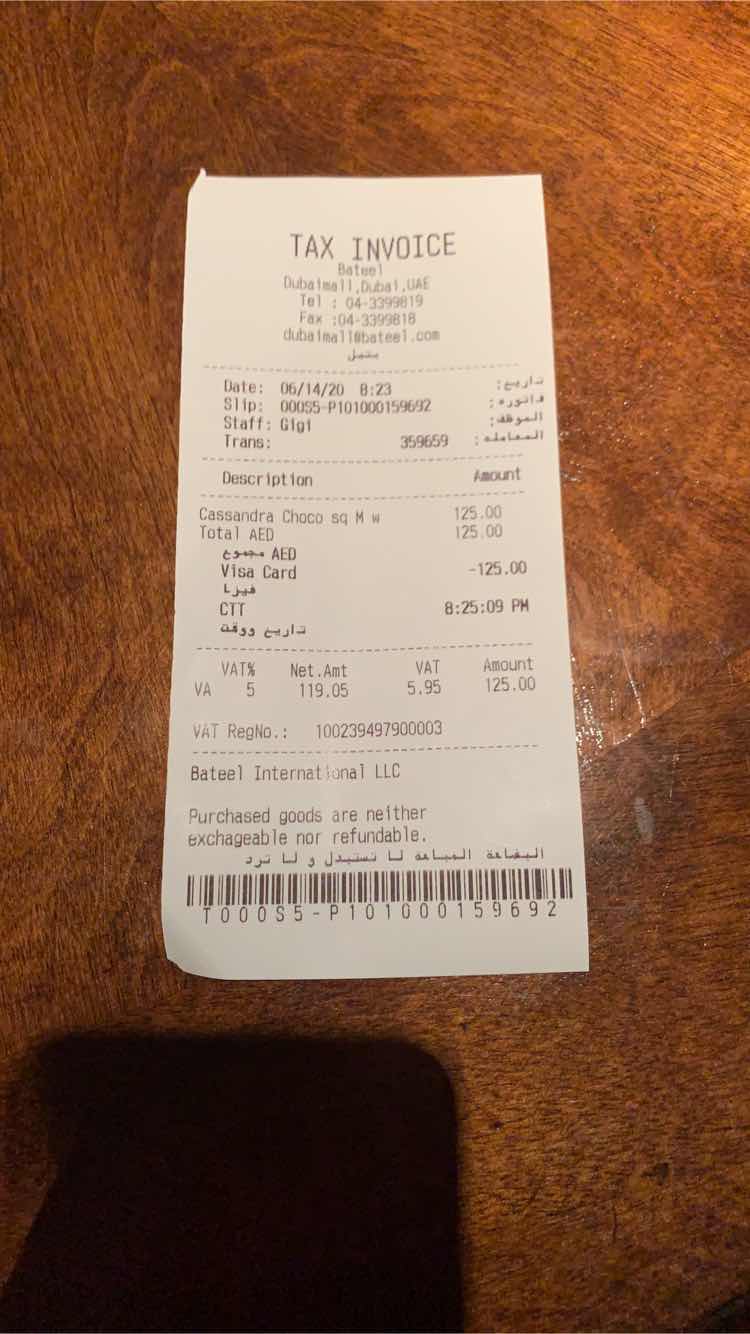 TAX INVOICE
Bateel
Dubaimall,Dubai,UAE
Tel : 04-3399819
Fax :04-3399818
dubaimall@bateel.com
بتيل
Date: 06/14/20 8:23 تاريخ:
Slip: 000S5-P101000159692 فاتوره:
Staff: Gigi الموظف:
Trans: 359659 المعامله:
Description Amount
Cassandra Choco sq M w 125.00
Total AED 125.00
مجموع AED
Visa Card -125.00
فيزا
CTT 8:25:09 PM
تاريخ ووقت
VAT% Net.Amt VAT Amount
VA 5 119.05 5.95 125.00
VAT RegNo.: 100239497900003
Bateel International LLC
Purchased goods are neither
exchageable nor refundable.
البضاعة المباعة لا تستبدل و لا ترد
T000S5-P101000159692